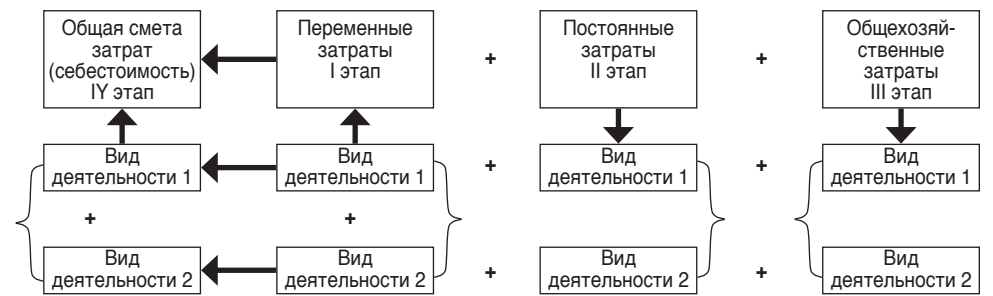 Общая смета
затрат
(себестоимость)
IY этап
Переменные
затраты
I этап
+
Постоянные
затраты
II этап
+
Общехозяй-
ственные
затраты
III этап
Вид
деятельности 1
Вид
деятельности 1
+
Вид
деятельности 1
+
Вид
деятельности 1
+
+
Вид
деятельности 2
Вид
деятельности 2
+
Вид
деятельности 2
+
Вид
деятельности 2